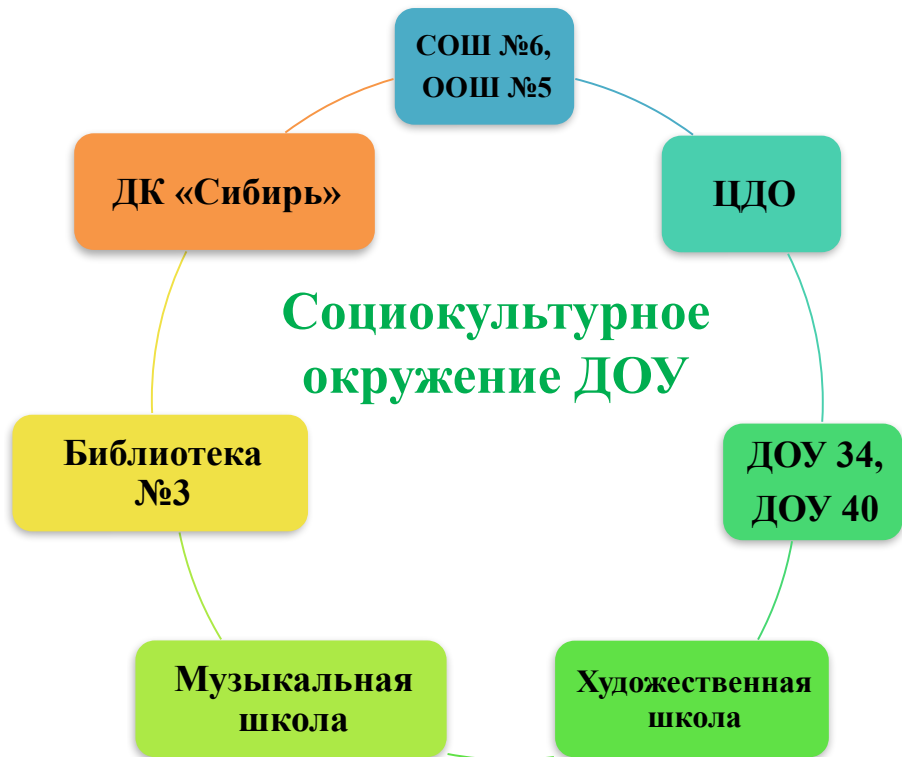 СОШ №6,
ООШ №5
ДК «Сибирь»
ЦДО
Социокультурное
окружение ДОУ
Библиотека
№3
ДОУ 34,
ДОУ 40
Музыкальная
школа
Художественная
школа